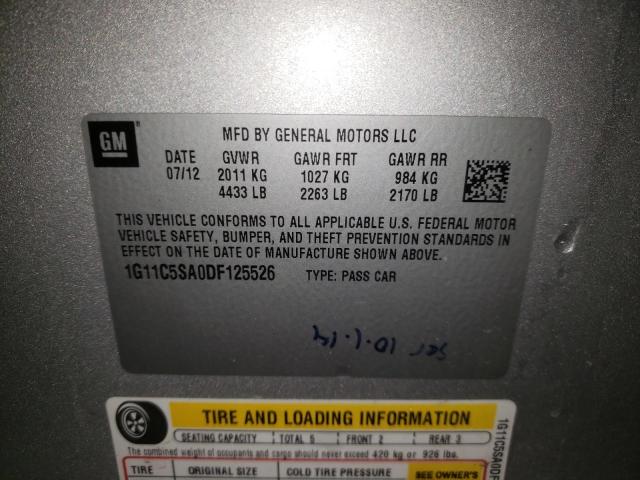 GM
MFD BY GENERAL MOTORS LLC
DATE GVWR GAWR FRT GAWR RR
07/12 2011 KG 1027 KG 984 KG
4433 LB 2263 LB 2170 LB
THIS VEHICLE CONFORMS TO ALL APPLICABLE U.S. FEDERAL MOTOR
VEHICLE SAFETY, BUMPER, AND THEFT PREVENTION STANDARDS IN
EFFECT ON THE DATE OF MANUFACTURE SHOWN ABOVE.
1G11C5SA0DF125526 TYPE: PASS CAR
10.1.14
TIRE AND LOADING INFORMATION
SEATING CAPACITY TOTAL 5 FRONT 2 REAR 3
The combined weight of occupants and cargo should never exceed 420 kg or 926 lbs.
TIRE ORIGINAL SIZE COLD TIRE PRESSURE SEE OWNER'S
1G11C5SA0DF